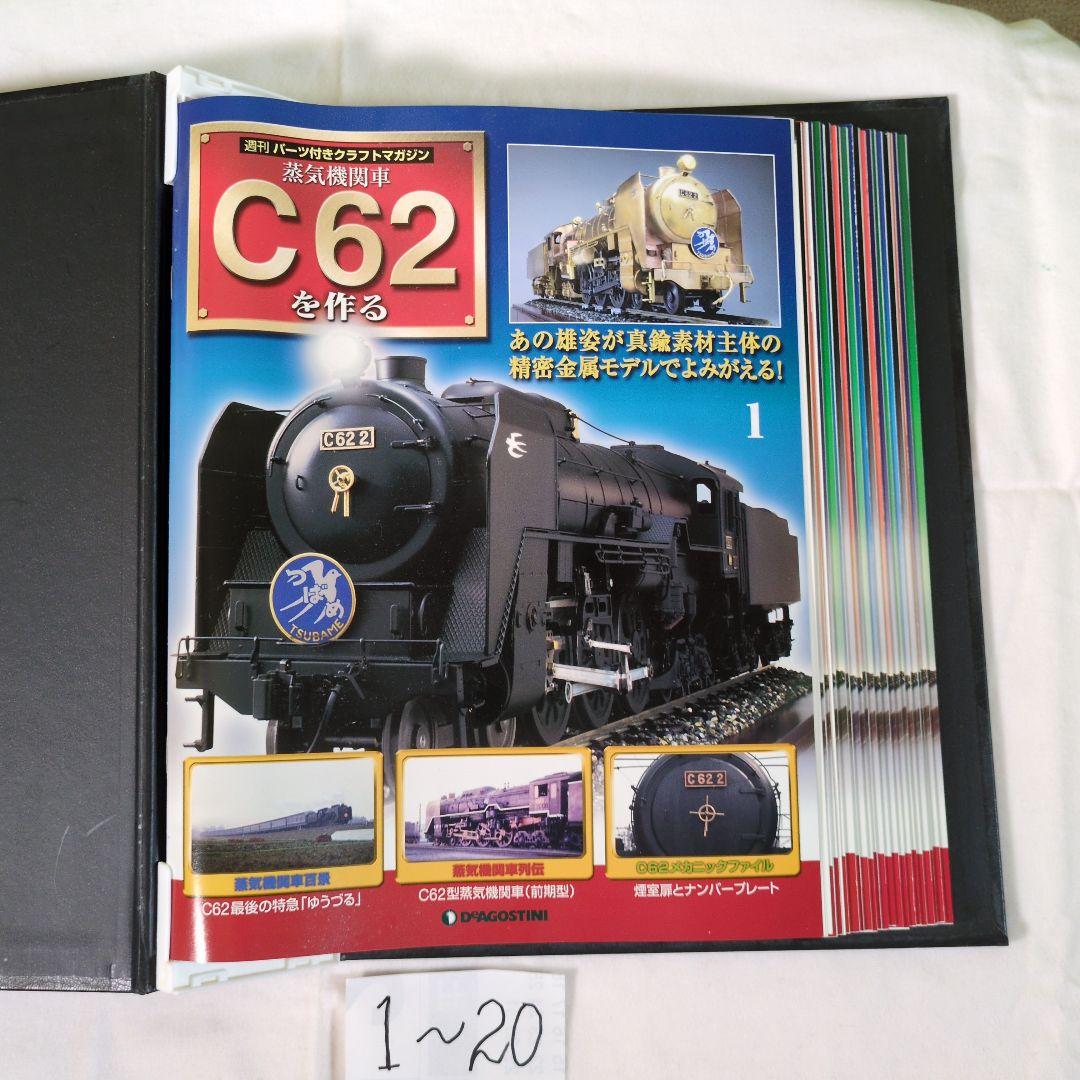 週刊 パーツ付きクラフトマガジン
蒸気機関車
C62
を作る
C62 2
あの雄姿が真鍮素材主体の
精密金属モデルでよみがえる!
1
C62 2
つばめ
TSUBAME
C62 2
蒸気機関車百景
C62最後の特急「ゆうづる」
蒸気機関車列伝
C62型蒸気機関車(前期型)
C62メカニックファイル
煙室扉とナンバープレート
DeAGOSTINI
1~20